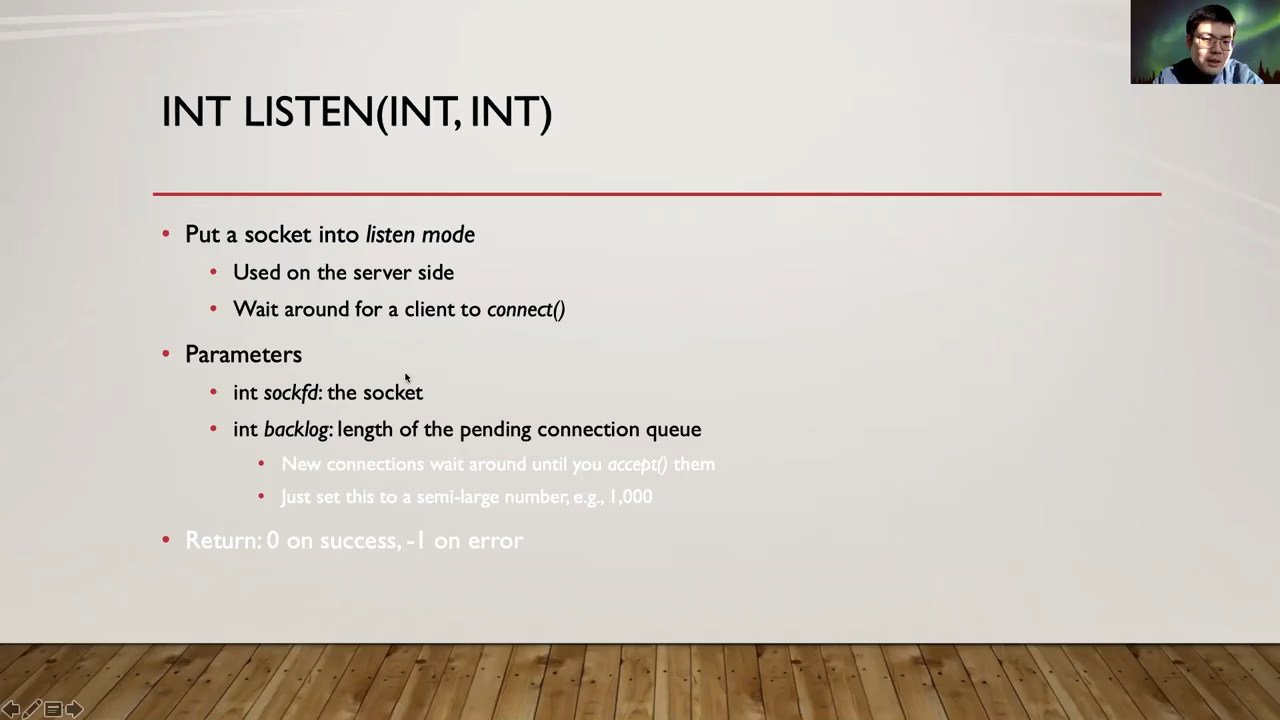 INT LISTEN(INT, INT)
Put a socket into listen mode
Used on the server side
Wait around for a client to connect()
Parameters
int sockfd: the socket
int backlog: length of the pending connection queue
New connections wait around until you accept() them
Just set this to a semi-large number, e.g., 1,000
Return: 0 on success, -1 on error